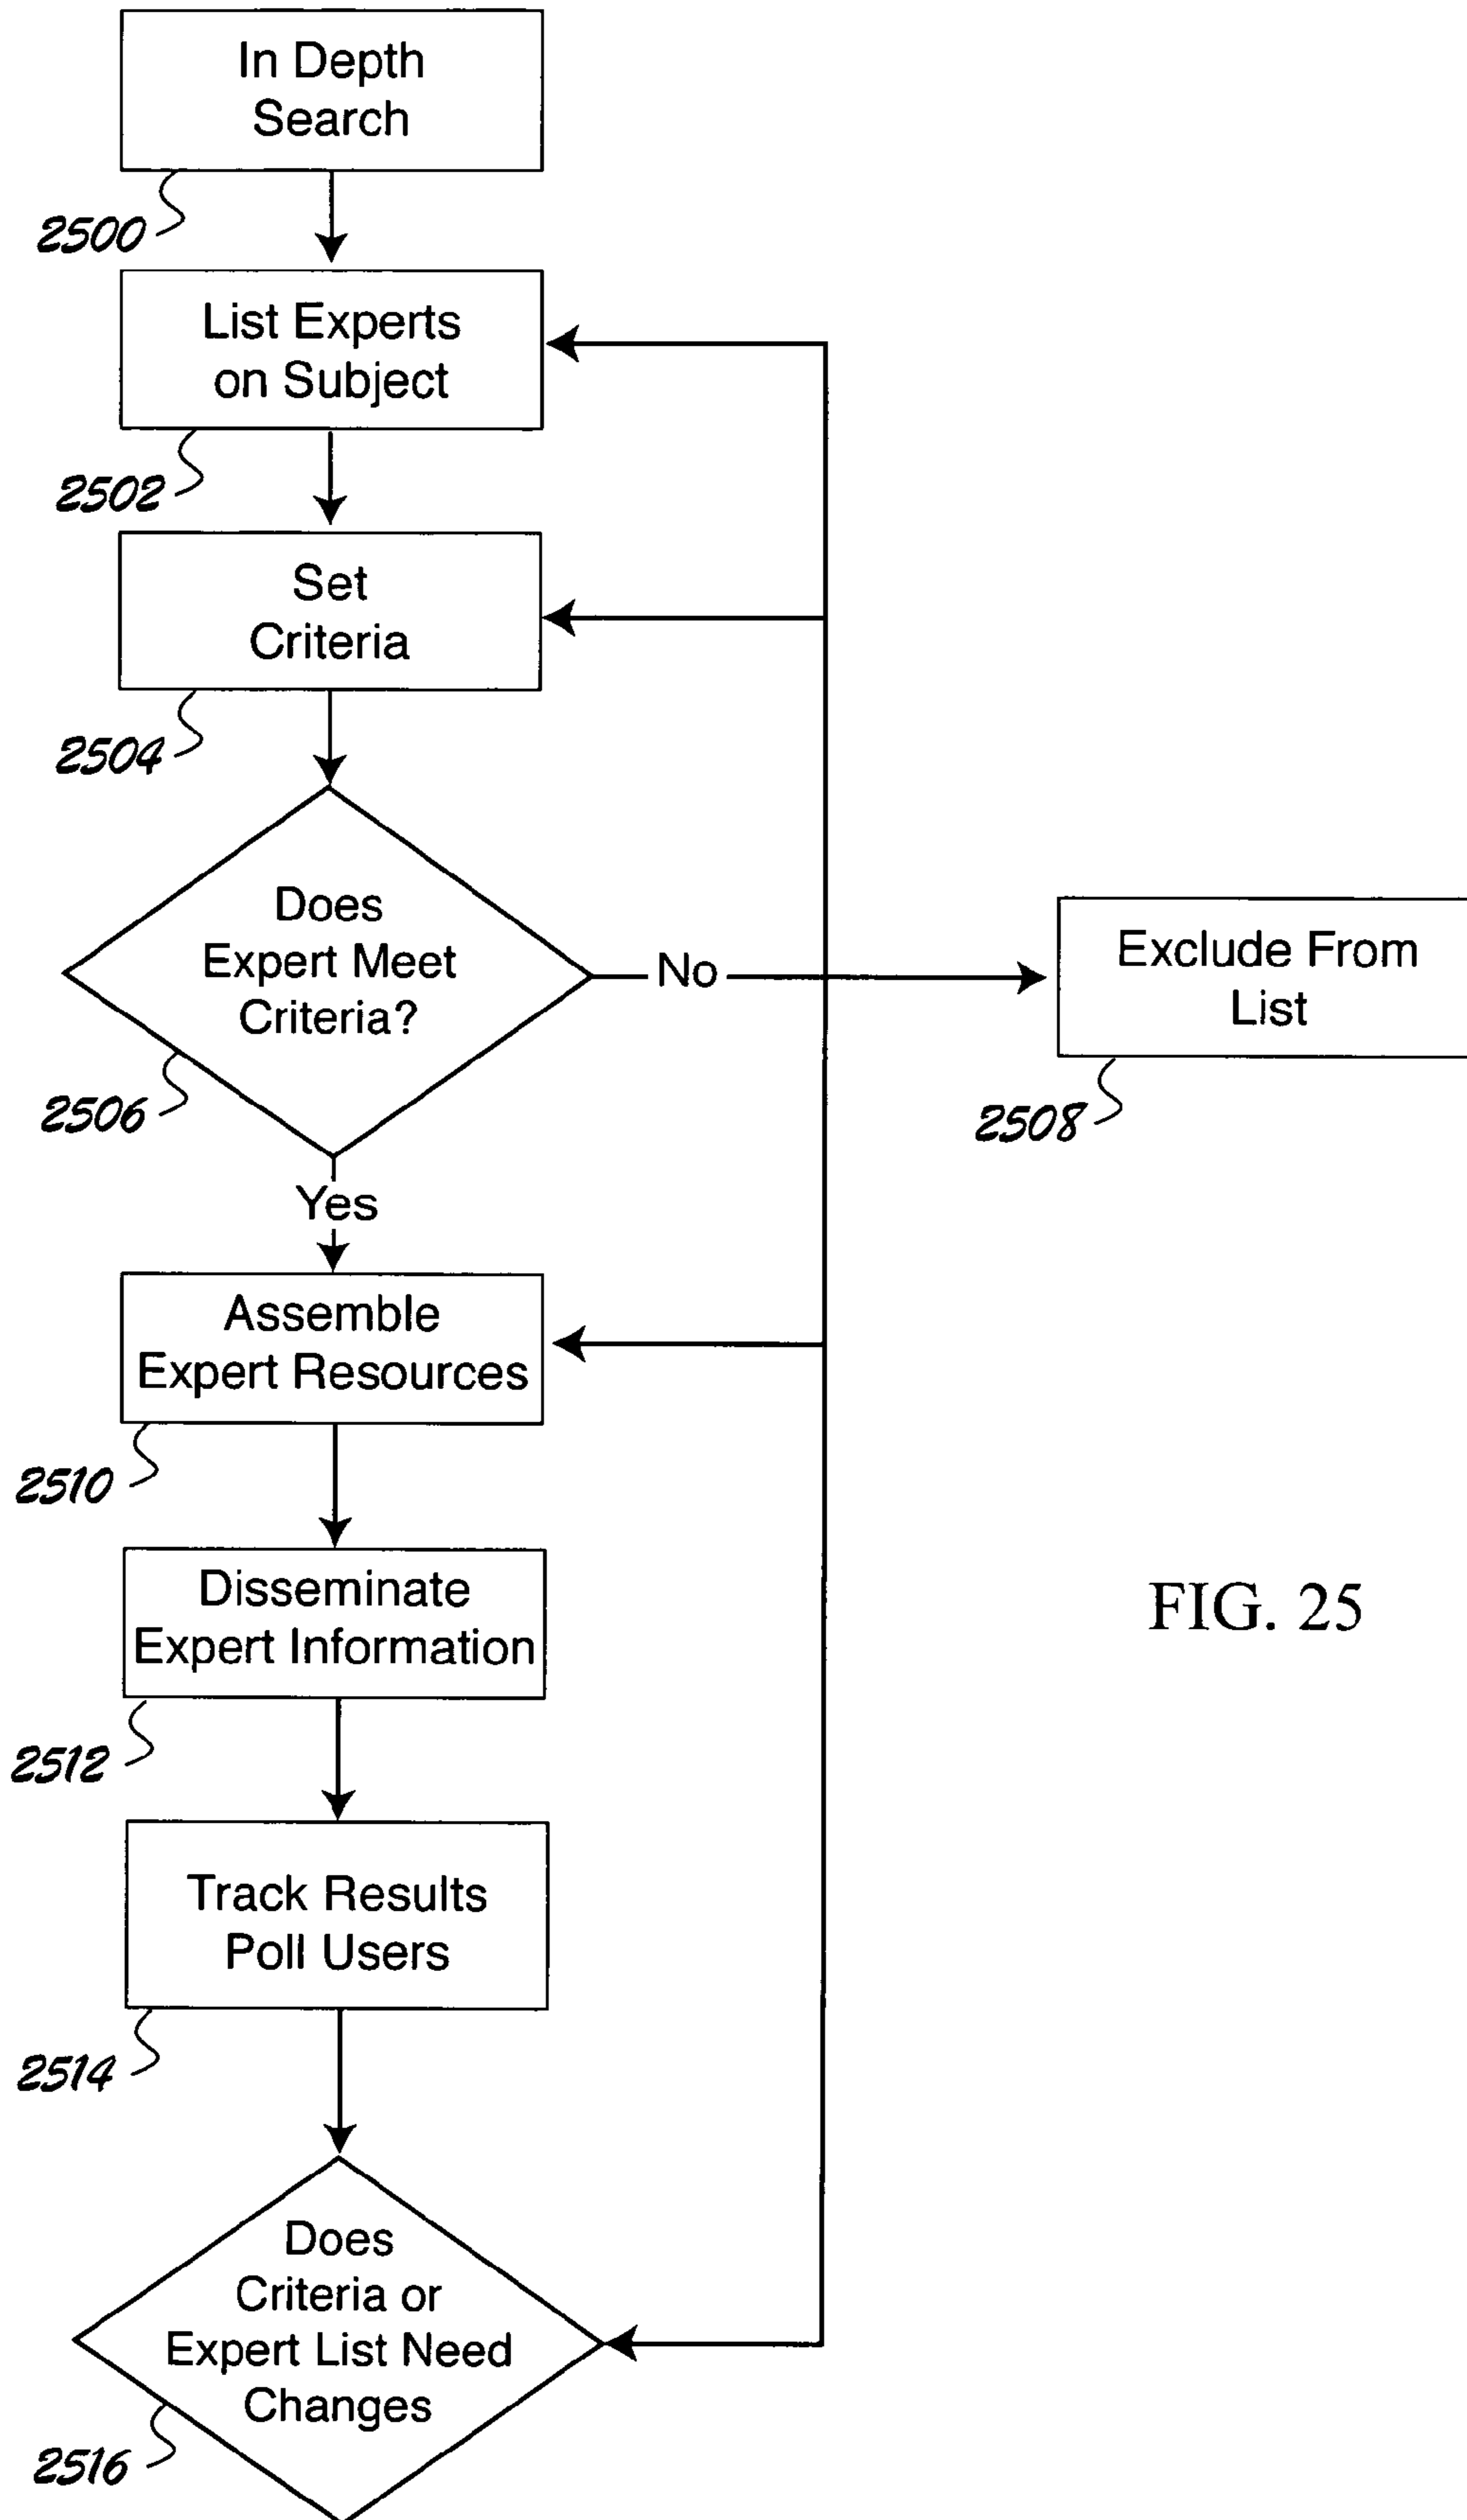 In Depth
Search
2500
List Experts
on Subject
2502
Set
Criteria
2504
Does
Expert Meet
Criteria?
No
Exclude From
List
2506
2508
Yes
Assemble
Expert Resources
2510
Disseminate
Expert Information
FIG. 25
2512
Track Results
Poll Users
2514
Does
Criteria or
Expert List Need
Changes
2516